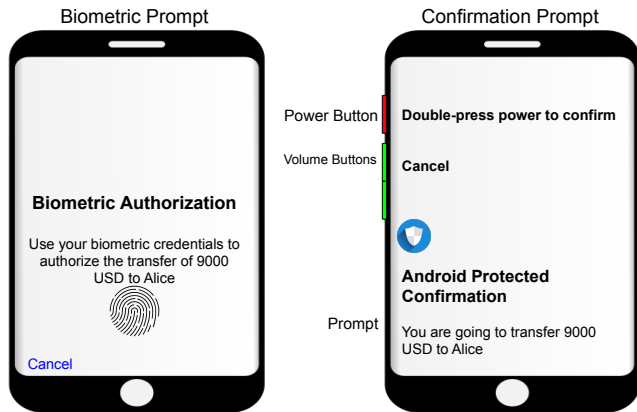 Biometric Prompt
Biometric Authorization
Use your biometric credentials to
authorize the transfer of 9000
USD to Alice
Cancel
Confirmation Prompt
Power Button
Double-press power to confirm
Volume Buttons
Cancel
Android Protected
Confirmation
Prompt
You are going to transfer 9000
USD to Alice